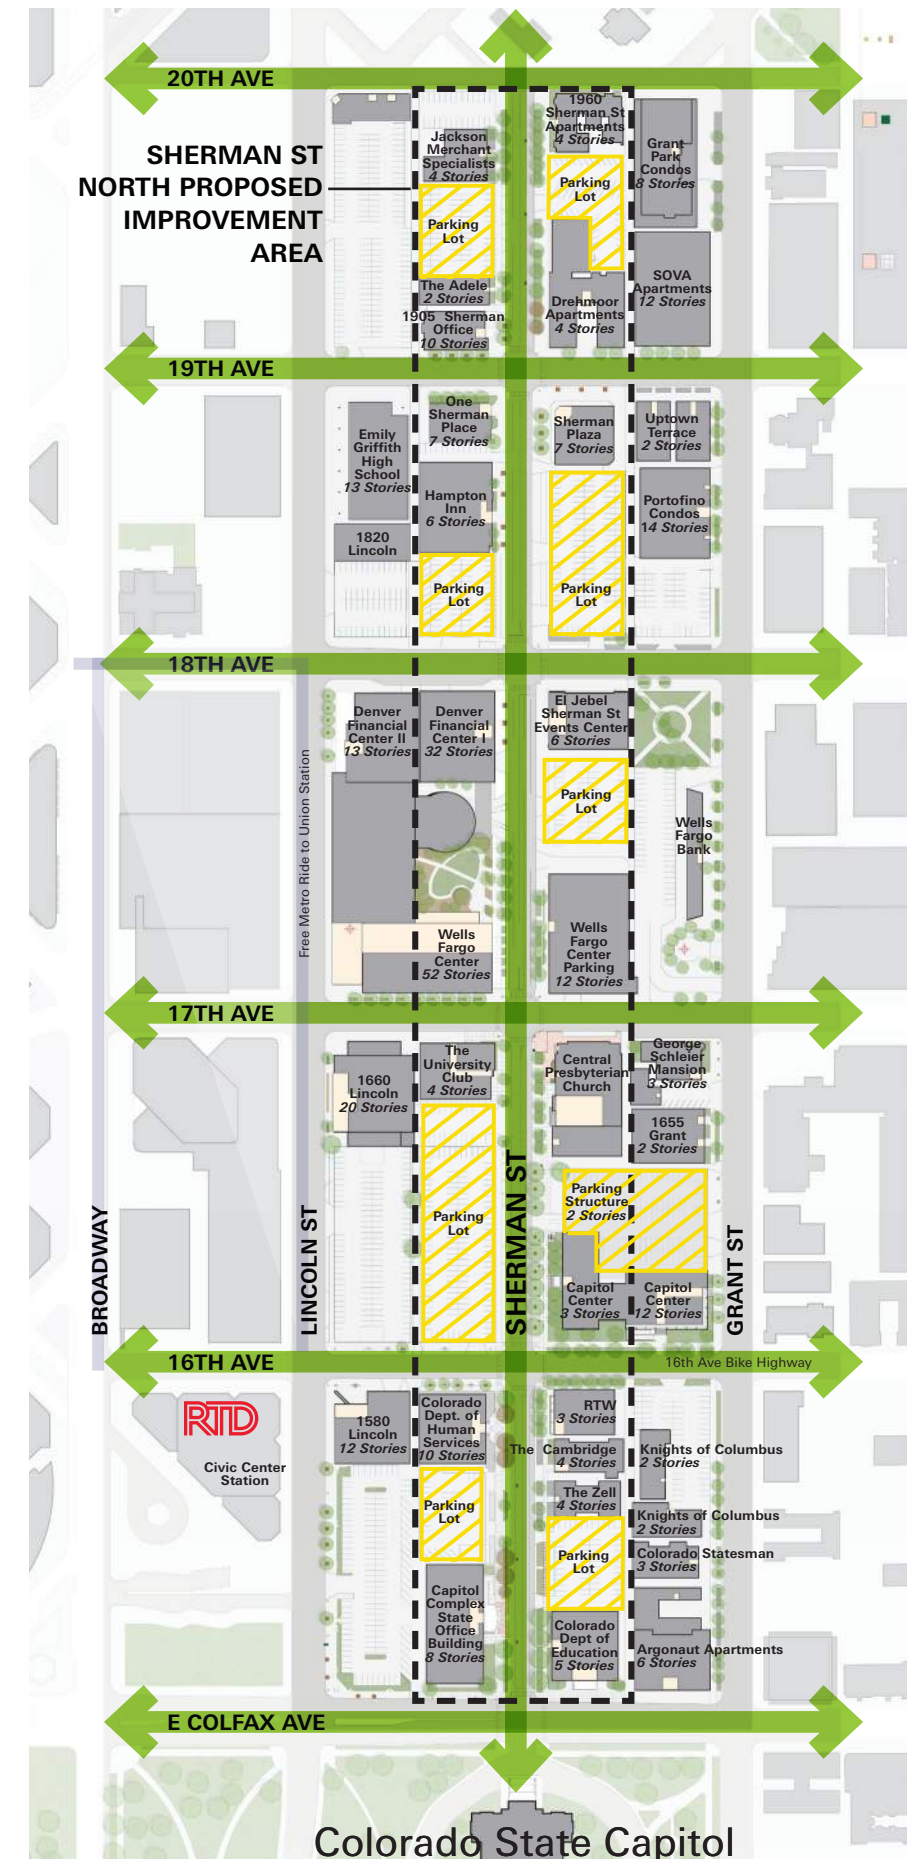 20TH AVE
SHERMAN ST
NORTH PROPOSED
IMPROVEMENT
AREA
Jackson
Merchant
Specialists
4 Stories
Parking
Lot
The Adele
2 Stories
1905 Sherman
Office
10 Stories
1960
Sherman St
Apartments
4 Stories
Parking
Lot
Drehmoor
Apartments
4 Stories
Grant
Park
Condos
8 Stories
SOVA
Apartments
12 Stories
19TH AVE
Emily
Griffith
High
School
13 Stories
1820
Lincoln
One
Sherman
Place
7 Stories
Hampton
Inn
6 Stories
Parking
Lot
Sherman
Plaza
7 Stories
Parking
Lot
Uptown
Terrace
2 Stories
Portofino
Condos
14 Stories
18TH AVE
Free Metro Ride to Union Station
Denver
Financial
Center II
13 Stories
Denver
Financial
Center I
32 Stories
Wells
Fargo
Center
52 Stories
El Jebel
Sherman St
Events Center
6 Stories
Parking
Lot
Wells
Fargo
Center
Parking
12 Stories
Wells
Fargo
Bank
17TH AVE
1660
Lincoln
20 Stories
The
University
Club
4 Stories
Parking
Lot
Central
Presbyterian
Church
George
Schleier
Mansion
3 Stories
1655
Grant
2 Stories
Parking
Structure
2 Stories
Capitol
Center
3 Stories
Capitol
Center
12 Stories
BROADWAY
LINCOLN ST
SHERMAN ST
GRANT ST
16TH AVE
16th Ave Bike Highway
RTD
Civic Center
Station
1580
Lincoln
12 Stories
Colorado
Dept. of
Human
Services
10 Stories
Parking
Lot
Capitol
Complex
State
Office
Building
8 Stories
RTW
3 Stories
The Cambridge
4 Stories
The Zell
4 Stories
Parking
Lot
Colorado
Dept of
Education
5 Stories
Knights of Columbus
2 Stories
Knights of Columbus
2 Stories
Colorado Statesman
3 Stories
Argonaut Apartments
6 Stories
E COLFAX AVE
Colorado State Capitol